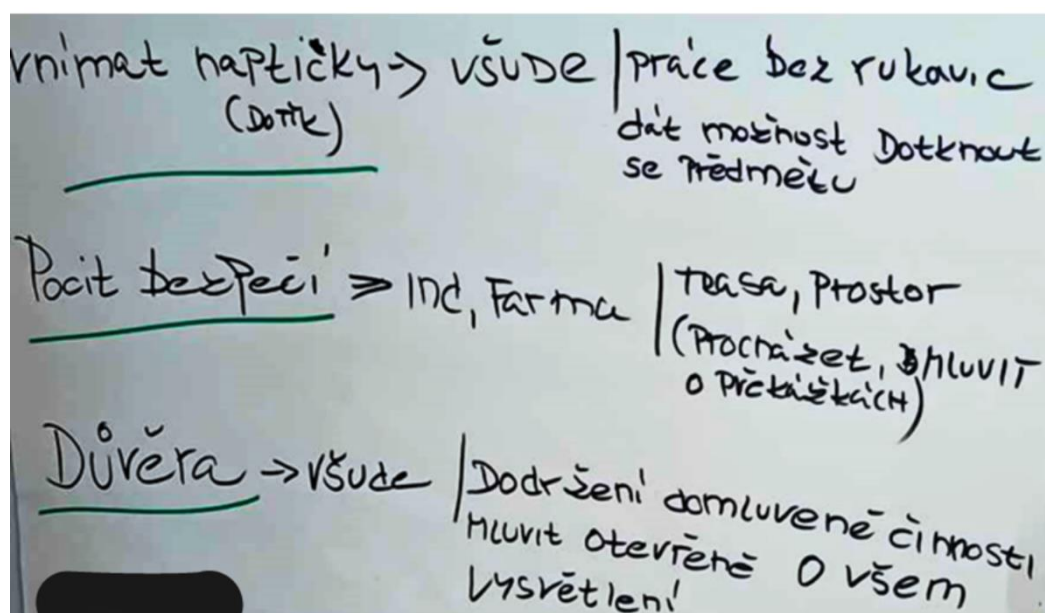 vnímat haptičky → všuDe | práce bez rukavic
(DoTYK) dát možnost Dotknout
se předmětu
Pocit bezpečí → Ind, Farma | Trasa, Prostor
(Procházet, MluviT
o překážkách)
Důvěra → všude | Dodržení domluvené činnosti
Mluvit otevřeně o všem
Vysvětlení